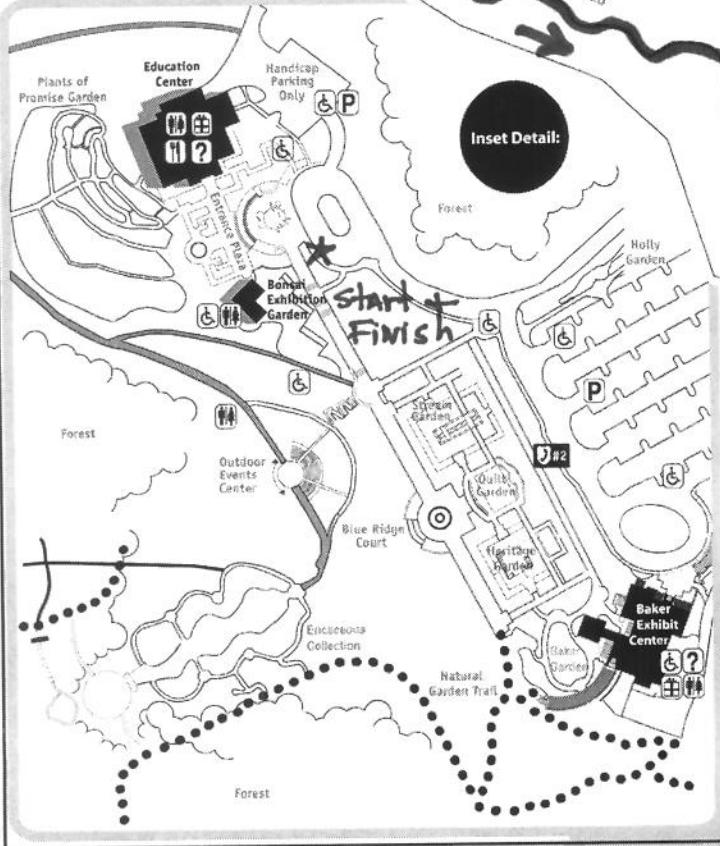 Plants of
Promise Garden
Education
Center
Handicap
Parking
Only
P
?
Inset Detail:
Forest
Holly
Garden
Entrance Plaza
Bonsai
Exhibition
Garden
Start +
Finish
P
Stream
Garden
Forest
#2
Outdoor
Events
Center
Quilt
Garden
Blue Ridge
Court
Heritage
Garden
Baker
Exhibit
Center
?
Ericaceous
Collection
Baker
Garden
Natural
Garden Trail
Forest